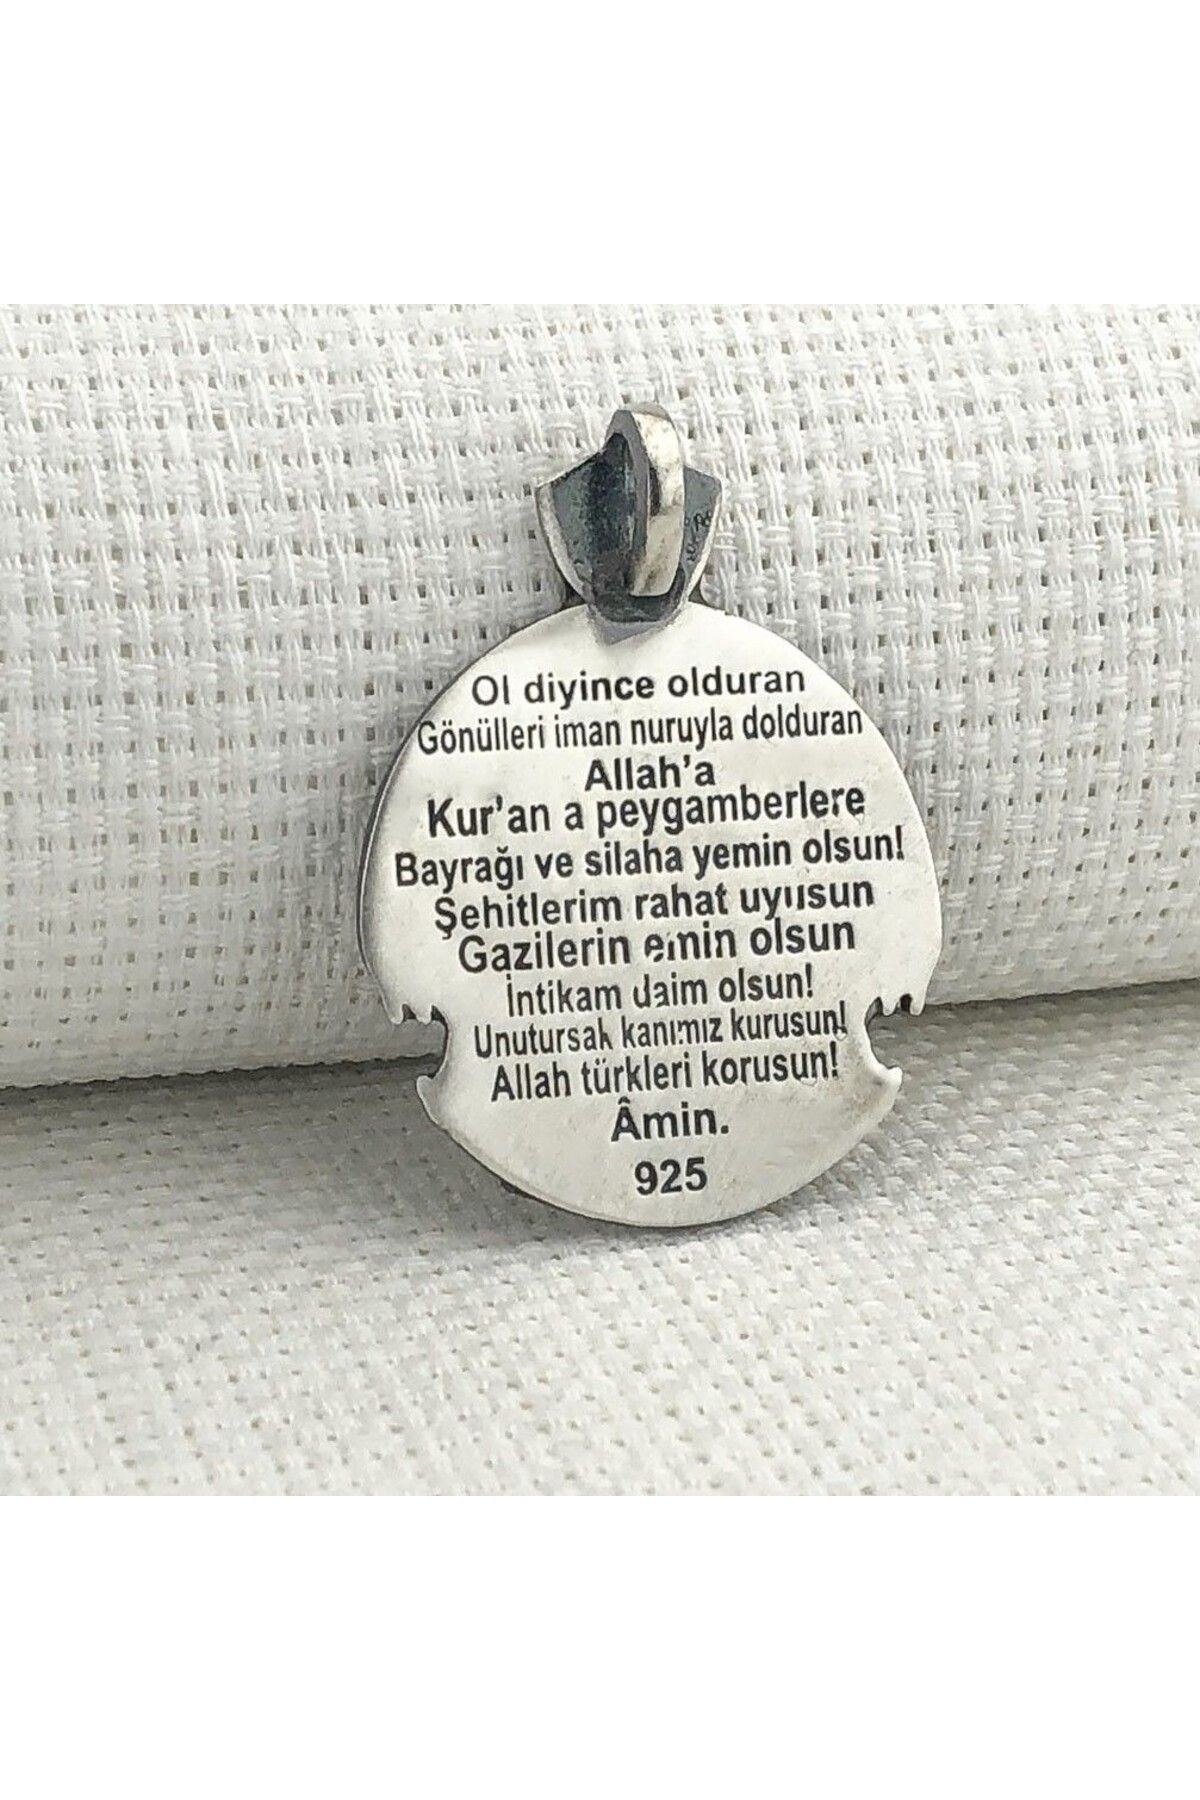 Ol diyince olduran
Gönülleri iman nuruyla dolduran
Allah'a
Kur'an a peygamberlere
Bayrağı ve silaha yemin olsun!
Şehitlerim rahat uyusun
Gazilerin emin olsun
İntikam daim olsun!
Unutursak kanımız kurusun!
Allah türkleri korusun!
Âmin.
925